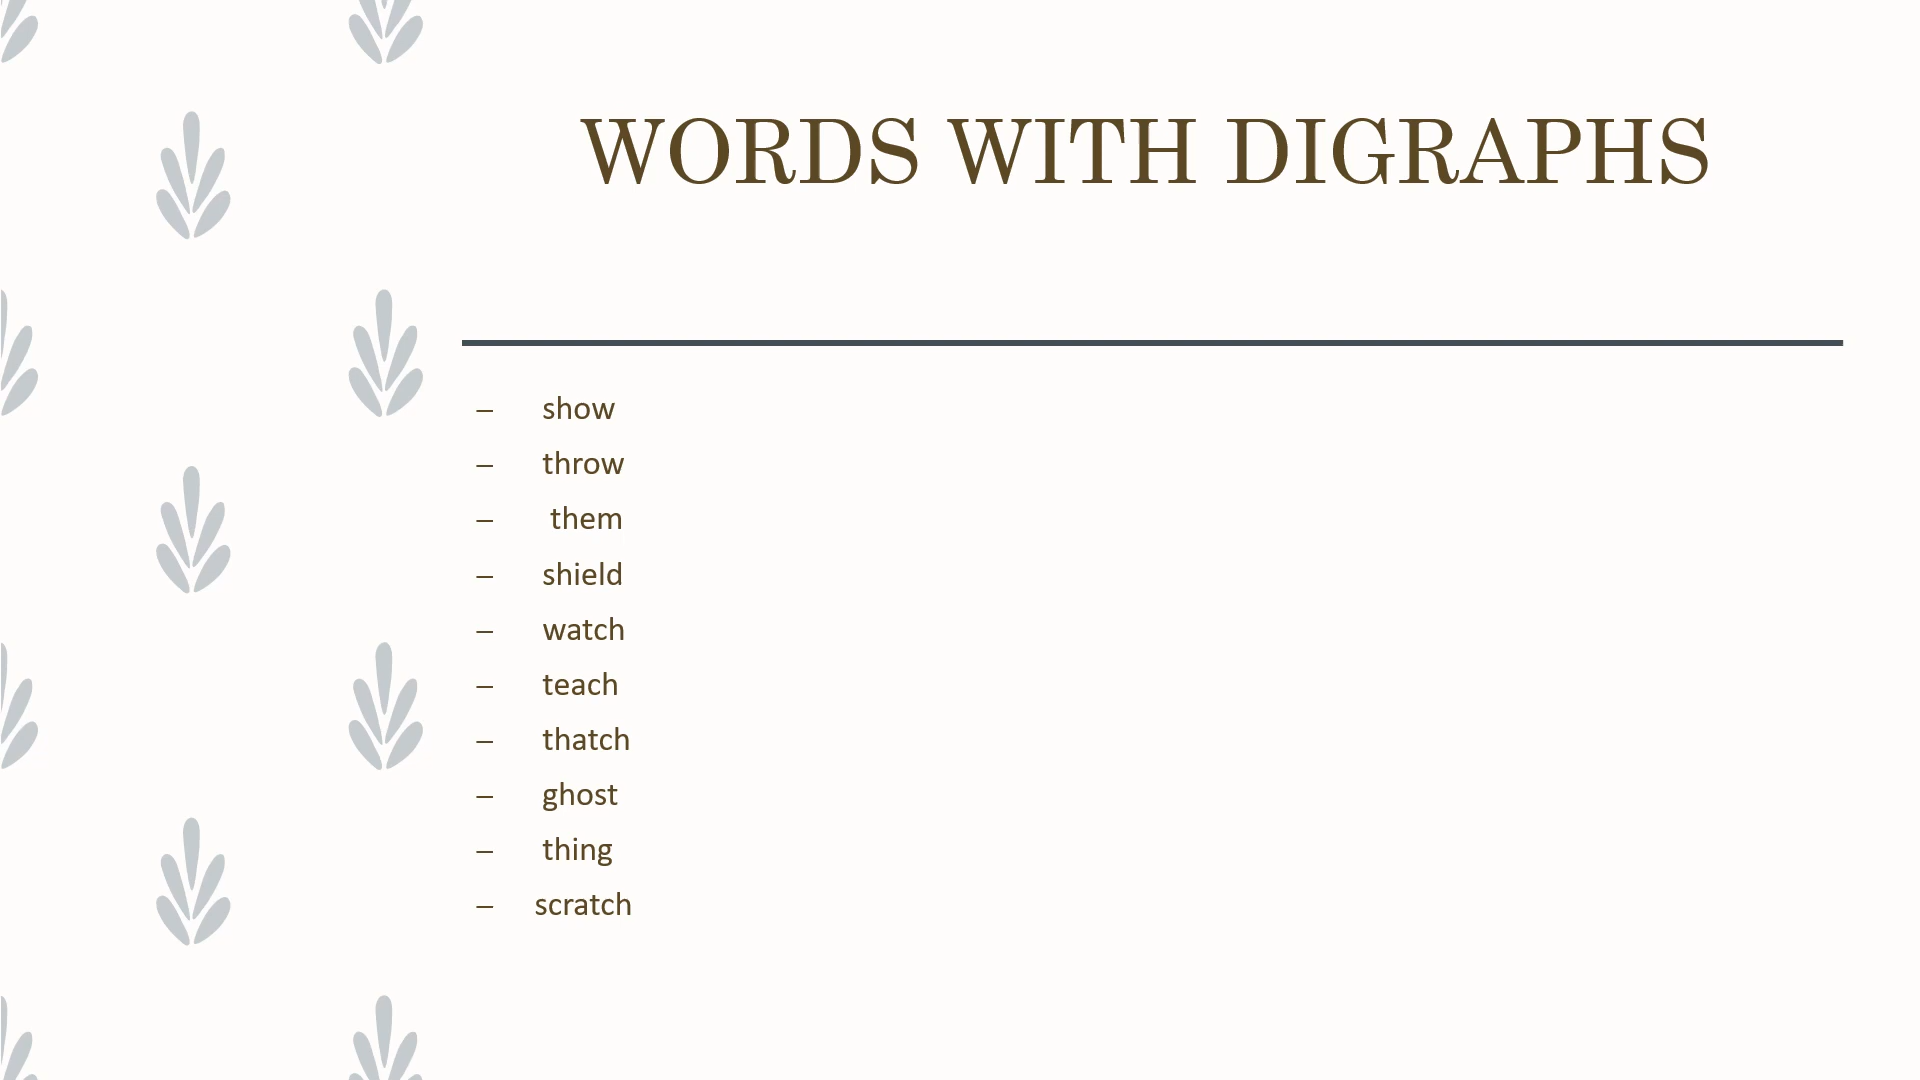 WORDS WITH DIGRAPHS
– show
– throw
– them
– shield
– watch
– teach
– thatch
– ghost
– thing
– scratch